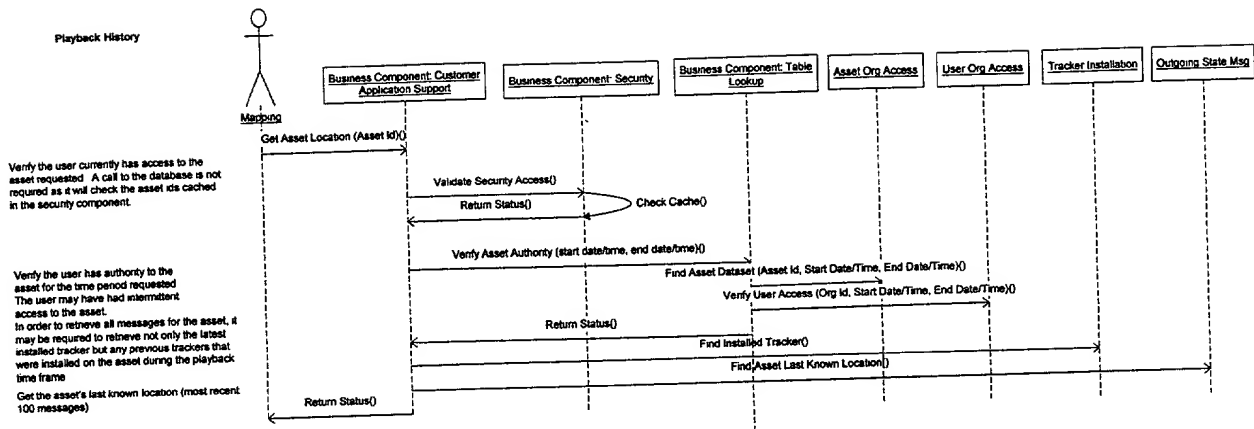 Playback History
Mapping
Business Component: Customer
Application Support
Business Component: Security
Business Component: Table
Lookup
Asset Org Access
User Org Access
Tracker Installation
Outgoing State Msg
Get Asset Location (Asset Id)()
Verify the user currently has access to the
asset requested A call to the database is not
required as it will check the asset ids cached
in the security component.
Validate Security Access()
Return Status()
Check Cache()
Verify Asset Authority (start date/time, end date/time)()
Find Asset Dataset (Asset Id, Start Date/Time, End Date/Time)()
Verify User Access (Org Id, Start Date/Time, End Date/Time)()
Verify the user has authority to the
asset for the time period requested
The user may have had intermittent
access to the asset.
In order to retrieve all messages for the asset, it
may be required to retrieve not only the latest
installed tracker but any previous trackers that
were installed on the asset during the playback
time frame
Return Status()
Find Installed Tracker()
Find Asset Last Known Location()
Get the asset's last known location (most recent
100 messages)
Return Status()